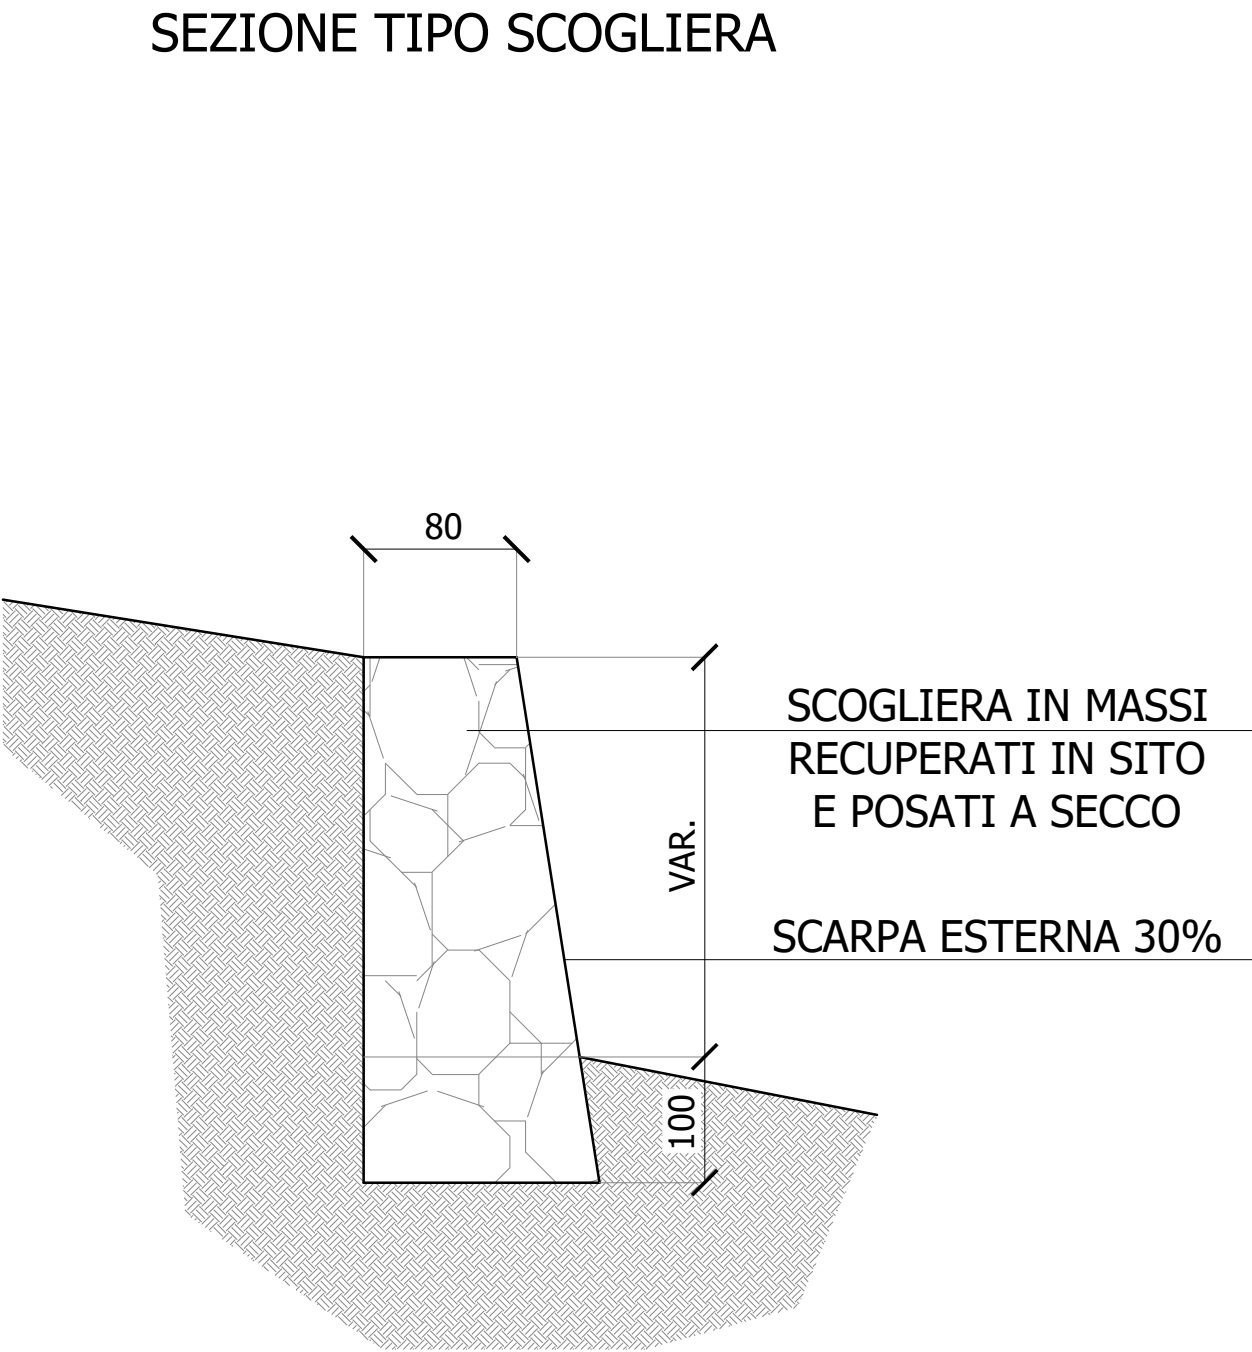 SEZIONE TIPO SCOGLIERA
80
SCOGLIERA IN MASSI
RECUPERATI IN SITO
E POSATI A SECCO
VAR.
SCARPA ESTERNA 30%
100